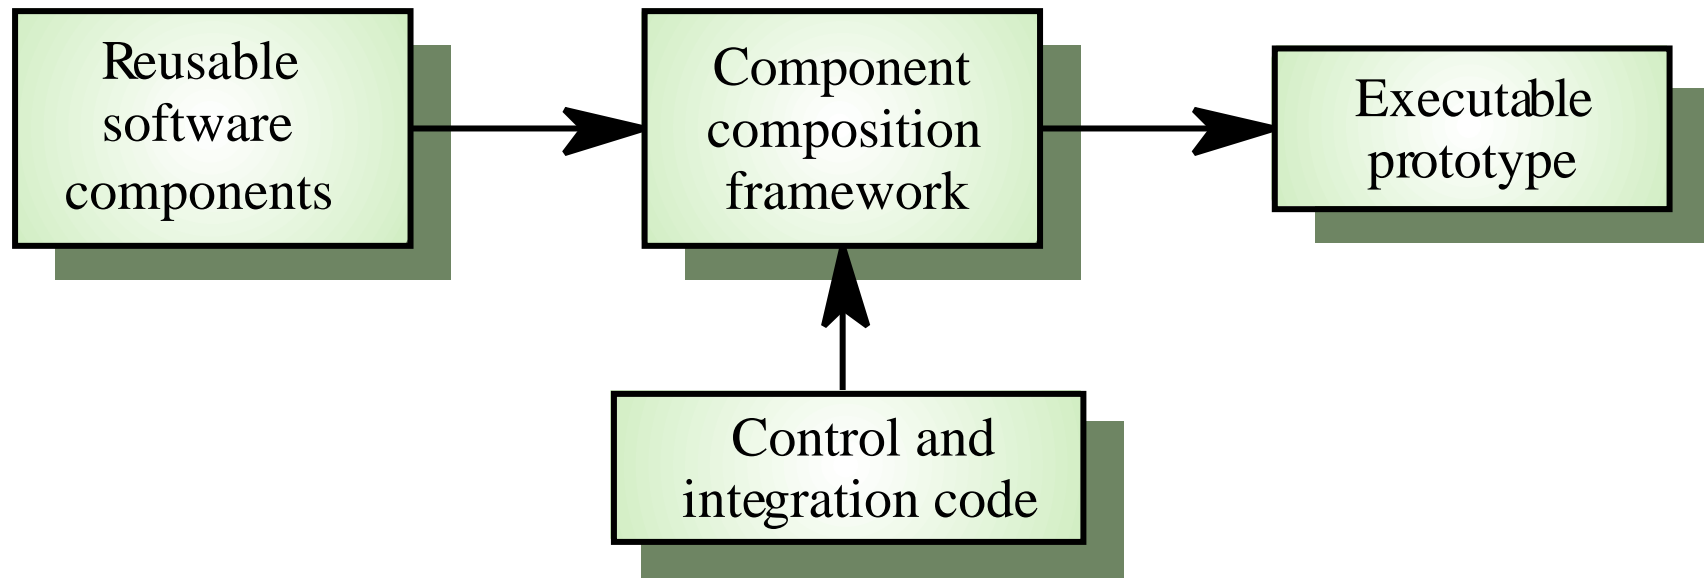 Reusable
software
components
Component
composition
framework
Executable
prototype
Control and
integration code